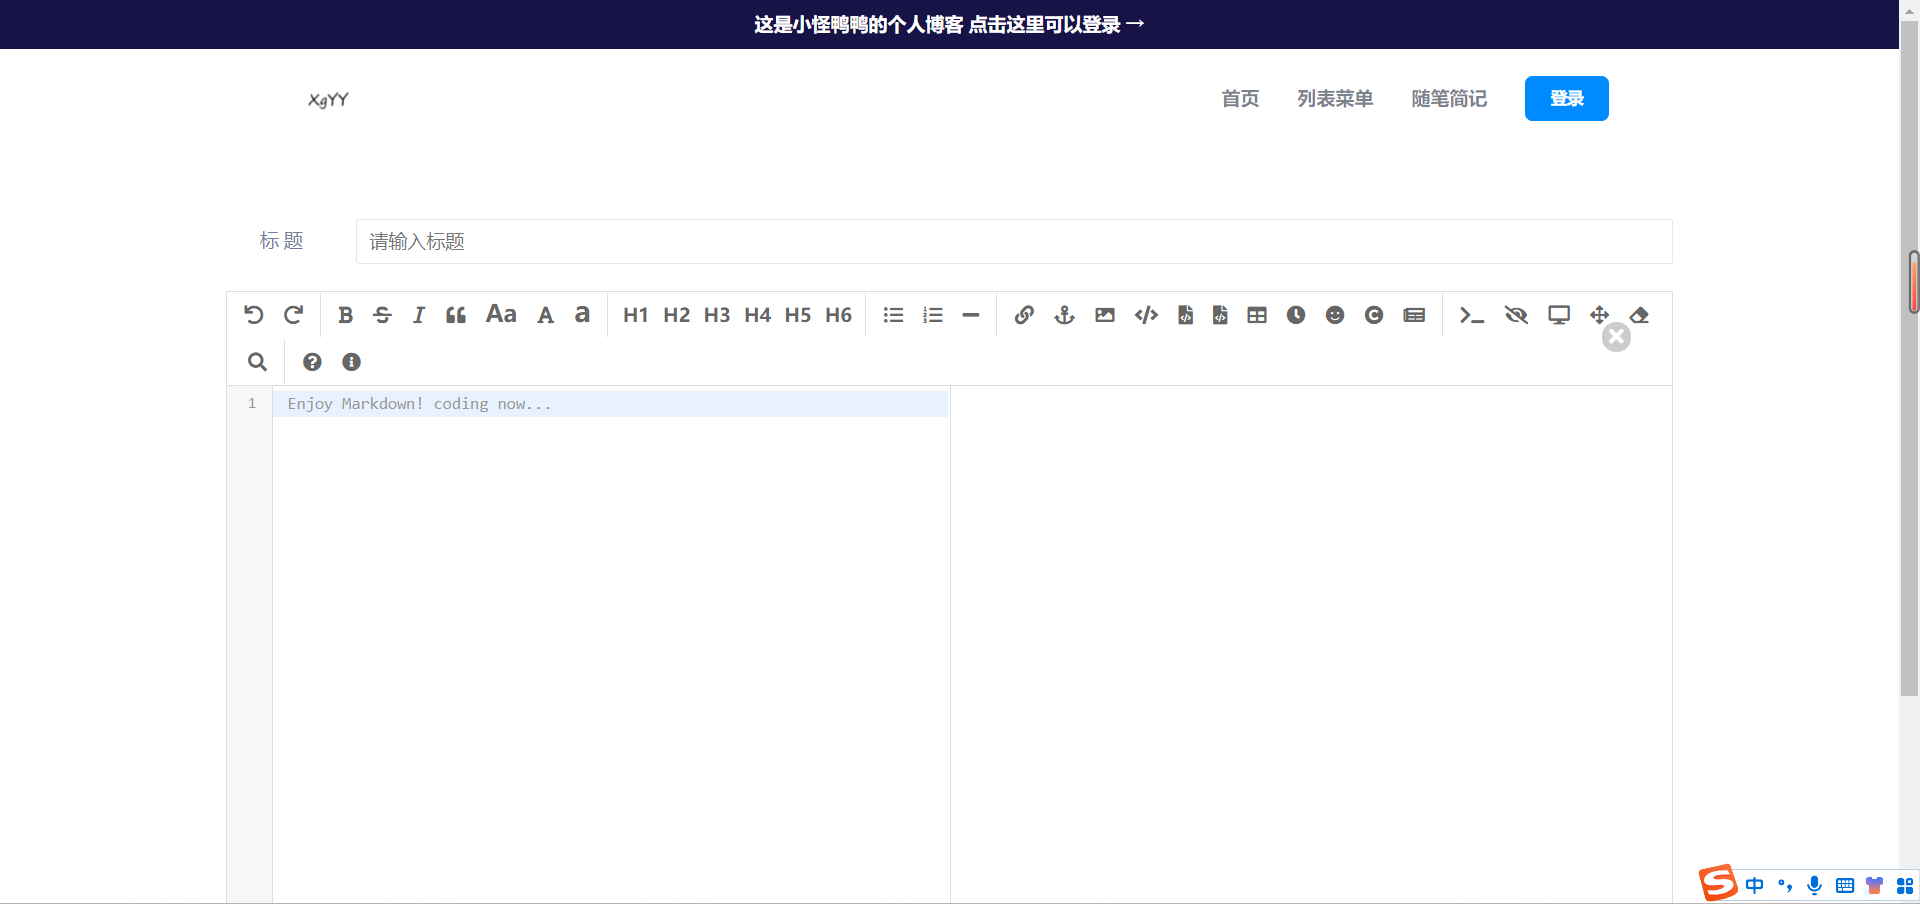 这是小怪鸭鸭的个人博客 点击这里可以登录 →
XgYY
首页 列表菜单 随笔简记 登录
标 题 请输入标题
B S I Aa A a H1 H2 H3 H4 H5 H6
1 Enjoy Markdown! coding now...
中